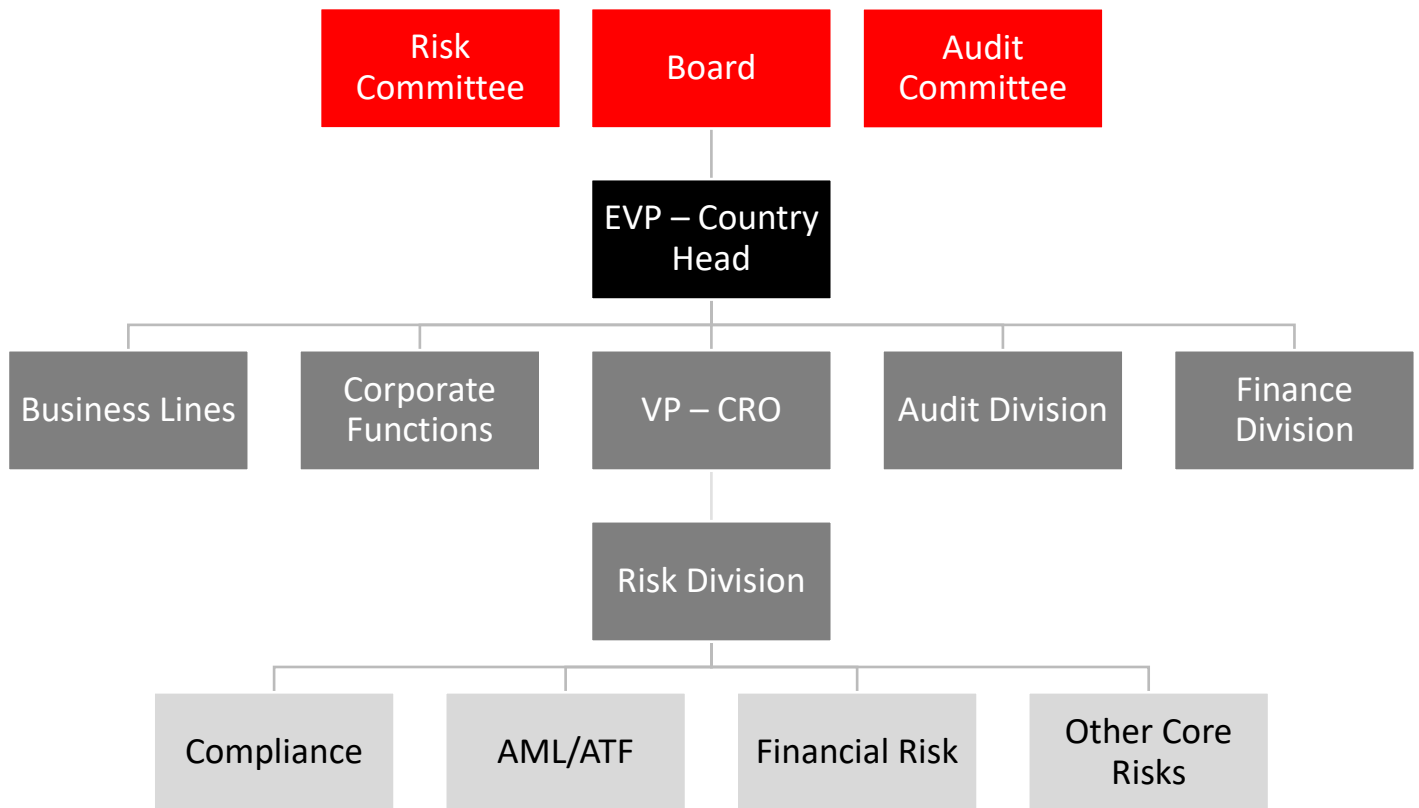 Risk
Committee
Board
Audit
Committee
EVP – Country
Head
Business Lines
Corporate
Functions
VP – CRO
Audit Division
Finance
Division
Risk Division
Compliance
AML/ATF
Financial Risk
Other Core
Risks